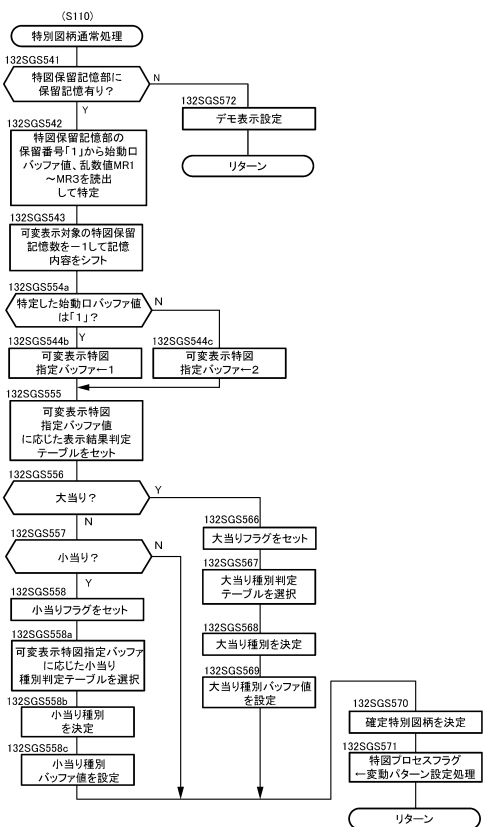 (S110)
特別図柄通常処理
132SGS541
特図保留記憶部に
保留記憶有り？
N
Y
132SGS572
デモ表示設定
リターン
132SGS542
特図保留記憶部の
保留番号「1」から始動口
バッファ値、乱数値MR1
～MR3を読出
して特定
132SGS543
可変表示対象の特図保留
記憶数を－1して記憶
内容をシフト
132SGS554a
特定した始動口バッファ値
は「1」？
N
Y
132SGS544b
可変表示特図
指定バッファ←1
132SGS544c
可変表示特図
指定バッファ←2
132SGS555
可変表示特図
指定バッファ値
に応じた表示結果判定
テーブルをセット
132SGS556
大当り？
Y
N
132SGS557
小当り？
N
Y
132SGS558
小当りフラグをセット
132SGS558a
可変表示特図指定バッファ
に応じた小当り
種別判定テーブルを選択
132SGS558b
小当り種別
を決定
132SGS558c
小当り種別
バッファ値を設定
132SGS566
大当りフラグをセット
132SGS567
大当り種別判定
テーブルを選択
132SGS568
大当り種別を決定
132SGS569
大当り種別バッファ値
を設定
132SGS570
確定特別図柄を決定
132SGS571
特図プロセスフラグ
←変動パターン設定処理
リターン